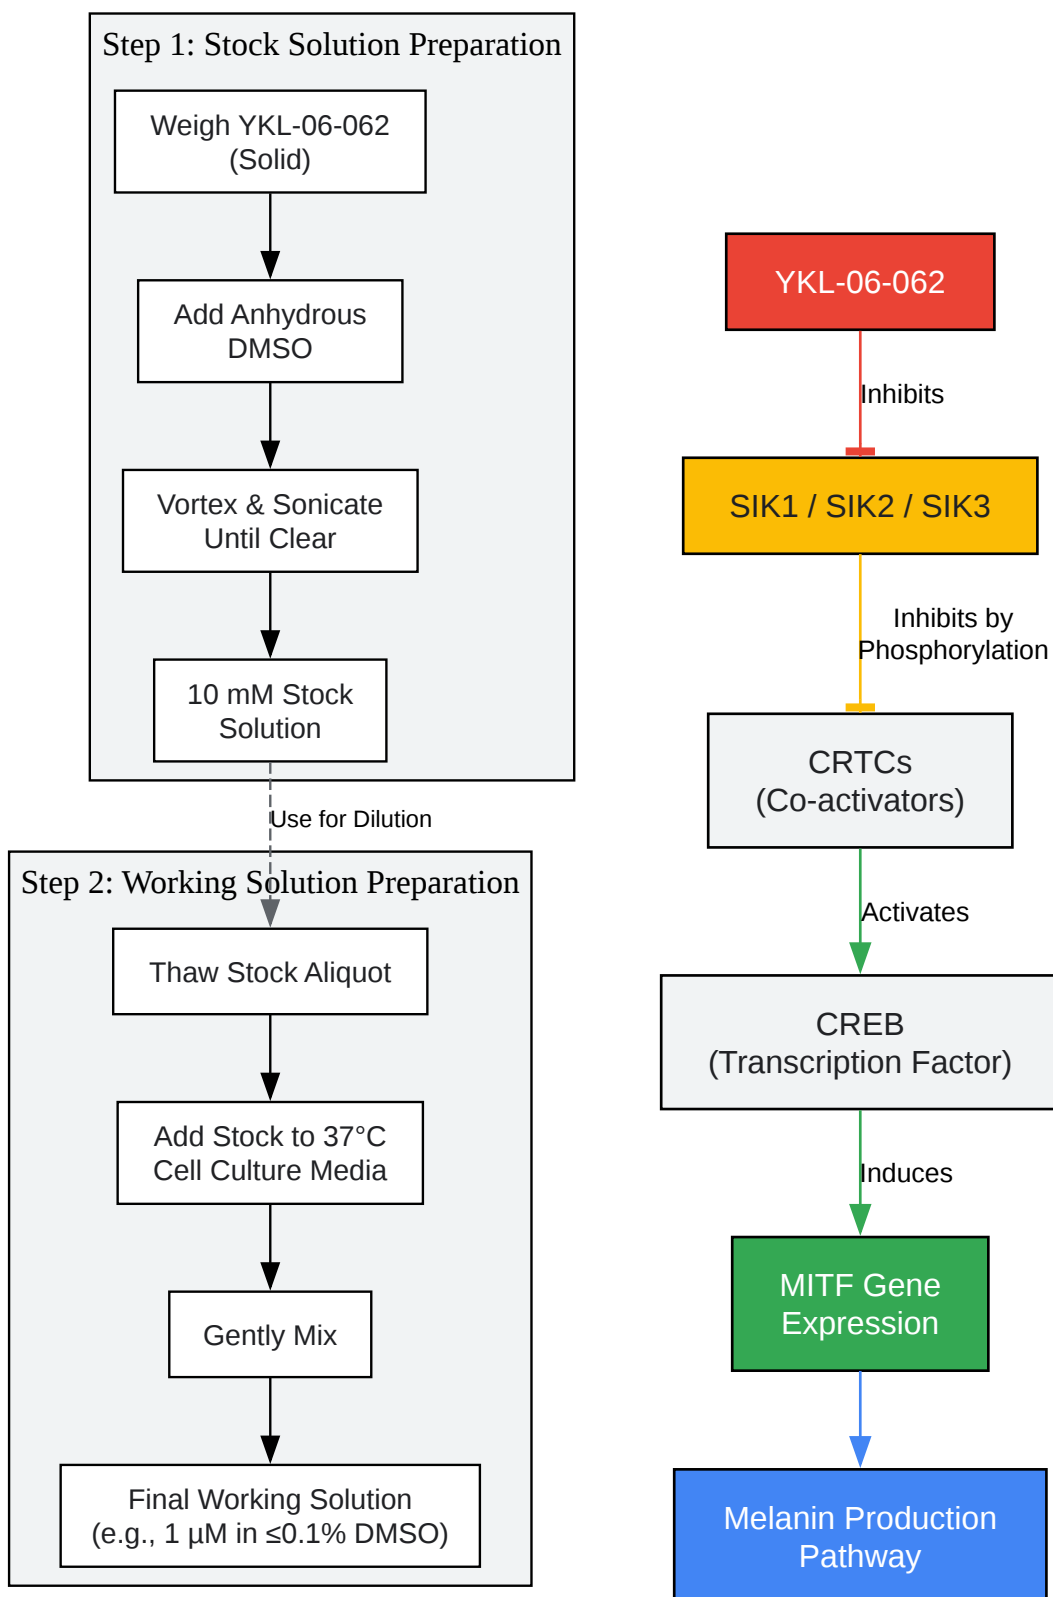 Step 1: Stock Solution Preparation
Weigh YKL-06-062
(Solid)
Add Anhydrous
DMSO
Vortex & Sonicate
Until Clear
10 mM Stock
Solution
Use for Dilution
Step 2: Working Solution Preparation
Thaw Stock Aliquot
Add Stock to 37°C
Cell Culture Media
Gently Mix
Final Working Solution
(e.g., 1 µM in ≤0.1% DMSO)
YKL-06-062
Inhibits
SIK1 / SIK2 / SIK3
Inhibits by
Phosphorylation
CRTCs
(Co-activators)
Activates
CREB
(Transcription Factor)
Induces
MITF Gene
Expression
Melanin Production
Pathway